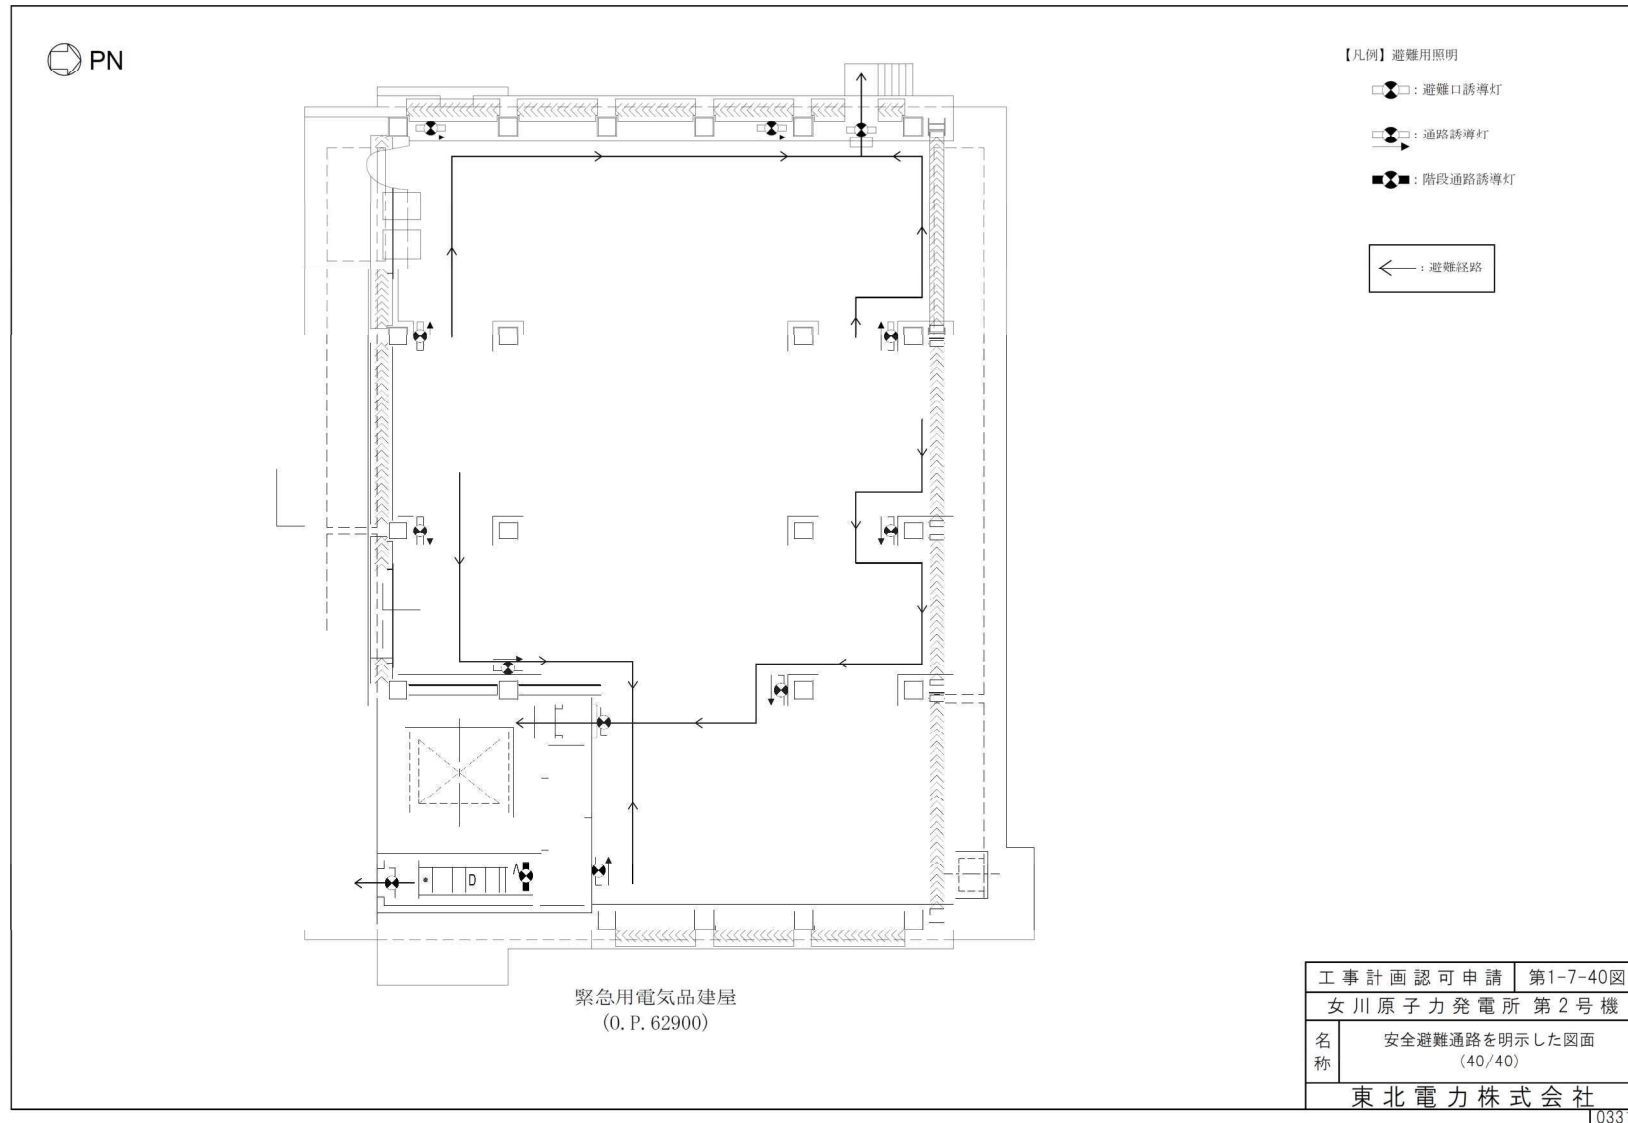 PN
【凡例】避難用照明
：避難口誘導灯
：通路誘導灯
：階段通路誘導灯
：避難経路
D
緊急用電気品建屋
(O.P.62900)
工事計画認可申請 第1-7-40図
女川原子力発電所 第2号機
名称 安全避難通路を明示した図面
(40/40)
東北電力株式会社